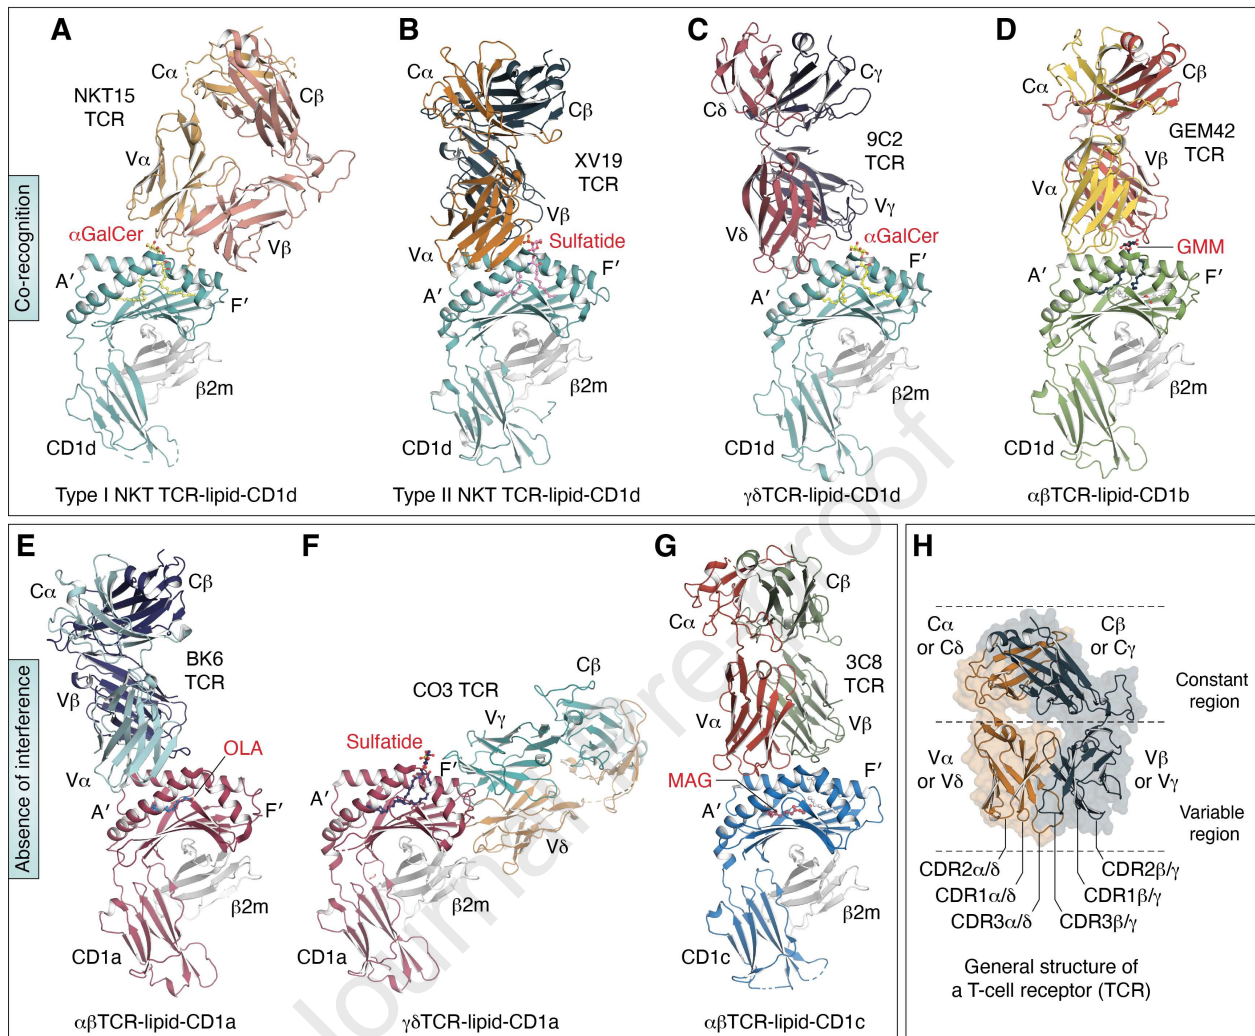 A
B
C
D
Co-recognition
NKT15
TCR
Cα
Cβ
Vα
Vβ
αGalCer
A′
F′
β2m
CD1d
Type I NKT TCR-lipid-CD1d
Cα
Cβ
XV19
TCR
Vβ
Vα
Sulfatide
A′
F′
β2m
CD1d
Type II NKT TCR-lipid-CD1d
Cδ
Cγ
9C2
TCR
Vγ
Vδ
αGalCer
A′
F′
β2m
CD1d
γδTCR-lipid-CD1d
Cα
Cβ
GEM42
TCR
Vβ
Vα
GMM
A′
F′
β2m
CD1d
αβTCR-lipid-CD1b
E
F
G
H
Absence of interference
Cα
Cβ
BK6
TCR
Vβ
Vα
OLA
A′
F′
β2m
CD1a
αβTCR-lipid-CD1a
CO3 TCR
Cβ
Vγ
Sulfatide
F′
A′
Vδ
β2m
CD1a
γδTCR-lipid-CD1a
Cα
Cβ
3C8
TCR
Vα
Vβ
MAG
A′
F′
β2m
CD1c
αβTCR-lipid-CD1c
Cα
or Cδ
Cβ
or Cγ
Constant
region
Vα
or Vδ
Vβ
or Vγ
Variable
region
CDR2α/δ
CDR1α/δ
CDR3α/δ
CDR2β/γ
CDR1β/γ
CDR3β/γ
General structure of
a T-cell receptor (TCR)
Journal Pre-proof